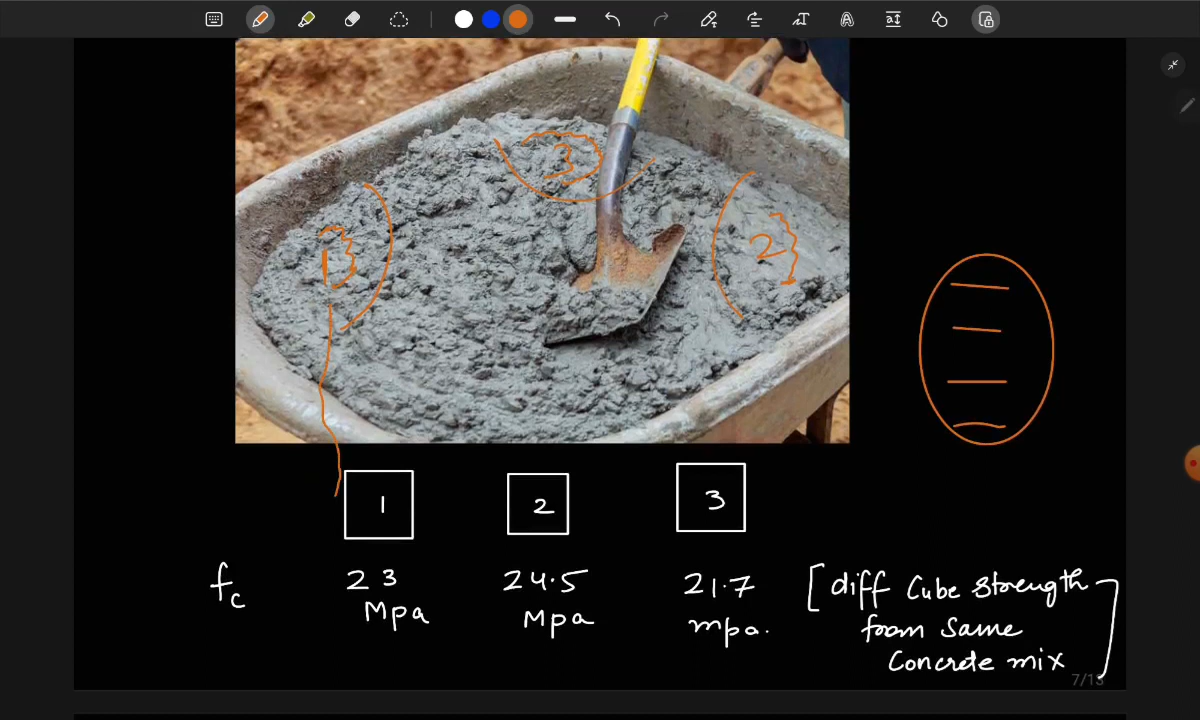 3
1
2
1
2
3
fc
23
Mpa
24.5
Mpa
21.7
mpa.
[diff Cube strength
from Same
Concrete mix
7/13